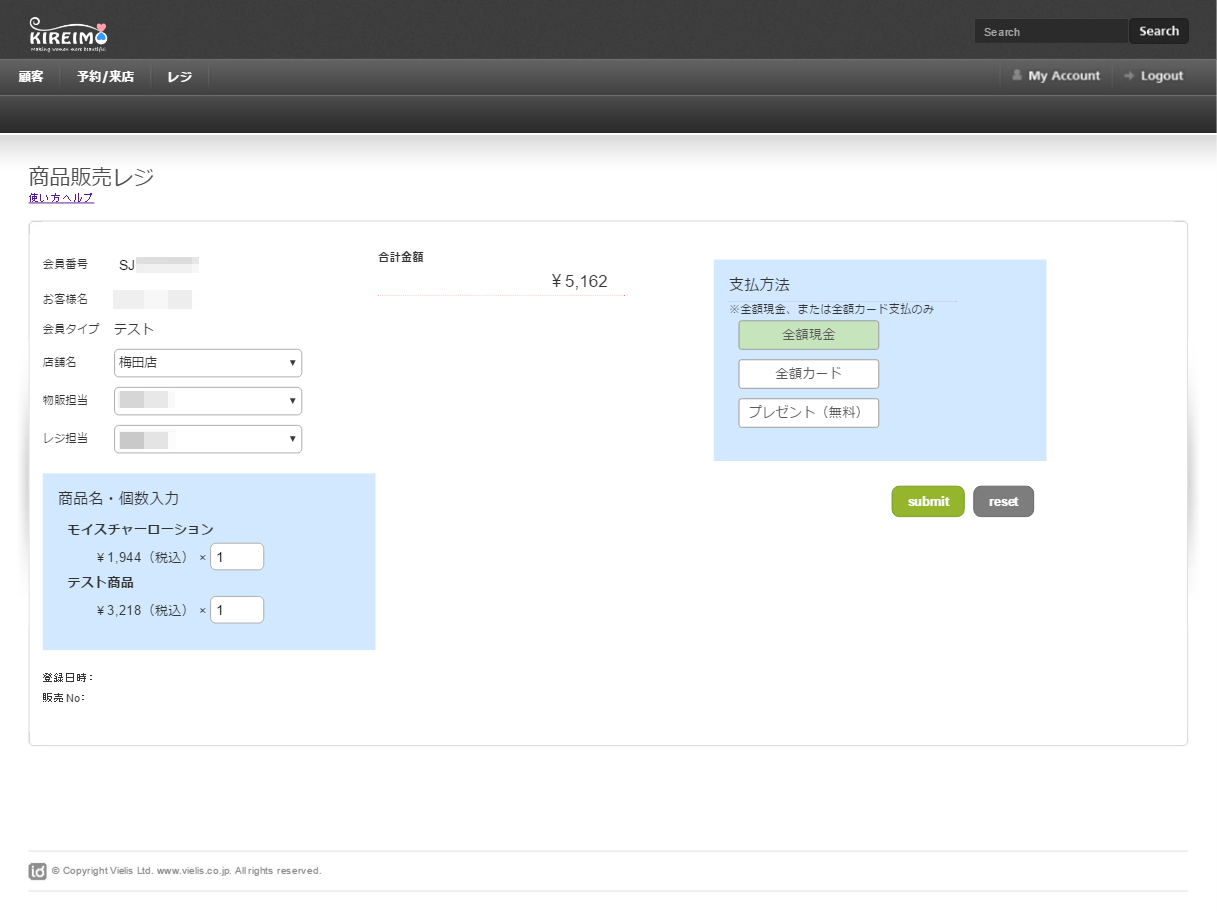 KIREIMO
making women more beautiful.
Search Search
顧客 予約/来店 レジ My Account Logout
商品販売レジ
使い方ヘルプ
会員番号 SJ
お客様名
会員タイプ テスト
店舗名 梅田店
物販担当
レジ担当
合計金額
¥ 5,162
支払方法
※全額現金、または全額カード支払のみ
全額現金
全額カード
プレゼント（無料）
submit reset
商品名・個数入力
モイスチャーローション
¥ 1,944（税込） × 1
テスト商品
¥ 3,218（税込） × 1
登録日時：
販売No：
id © Copyright Vielis Ltd. www.vielis.co.jp. All rights reserved.